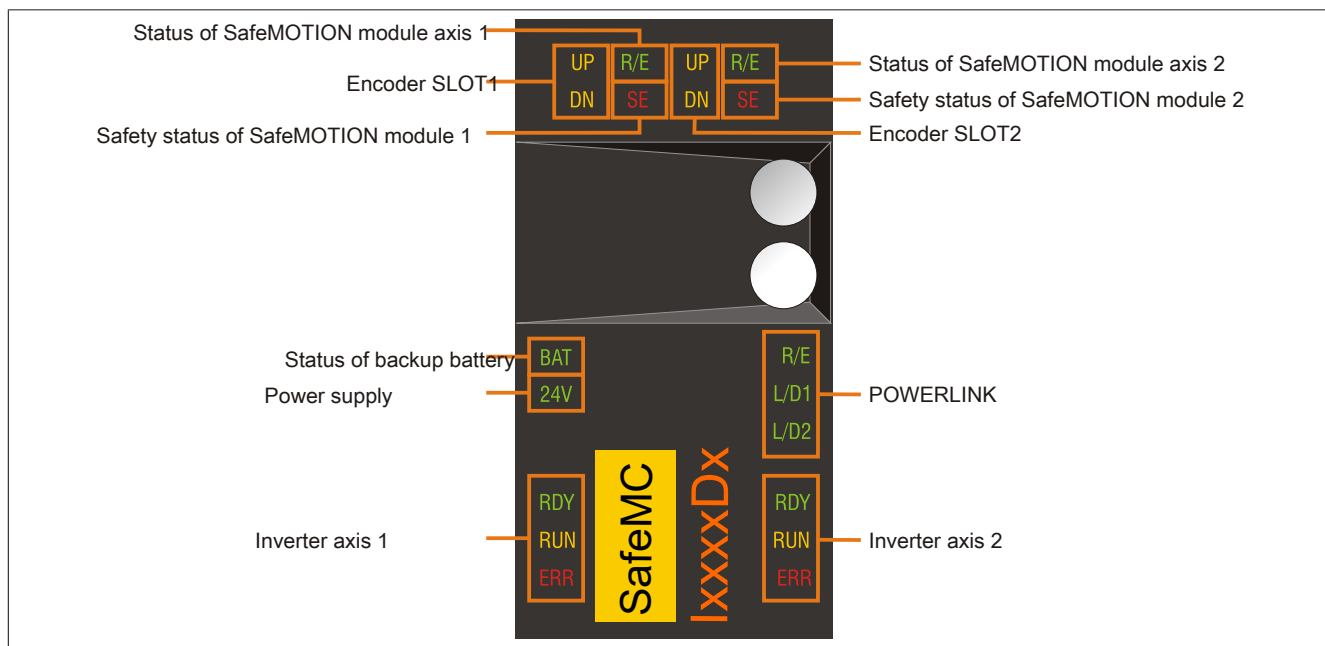 Status of SafeMOTION module axis 1
Encoder SLOT1
Safety status of SafeMOTION module 1
UP R/E UP R/E
DN SE DN SE
Status of SafeMOTION module axis 2
Safety status of SafeMOTION module 2
Encoder SLOT2
Status of backup battery
Power supply
BAT
24V
R/E
L/D1
L/D2
POWERLINK
Inverter axis 1
RDY
RUN
ERR
SafeMC
IxxxxDx
RDY
RUN
ERR
Inverter axis 2